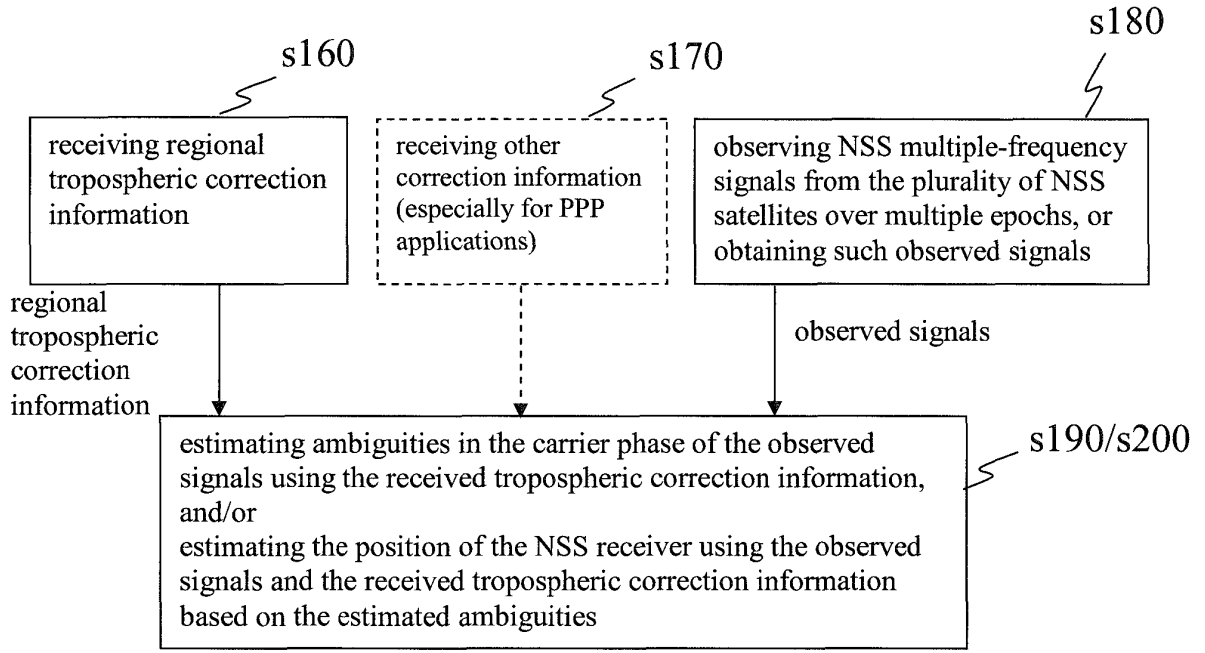 s160
s170
s180
receiving regional
tropospheric correction
information
receiving other
correction information
(especially for PPP
applications)
observing NSS multiple-frequency
signals from the plurality of NSS
satellites over multiple epochs, or
obtaining such observed signals
regional
tropospheric
correction
information
observed signals
s190/s200
estimating ambiguities in the carrier phase of the observed
signals using the received tropospheric correction information,
and/or
estimating the position of the NSS receiver using the observed
signals and the received tropospheric correction information
based on the estimated ambiguities